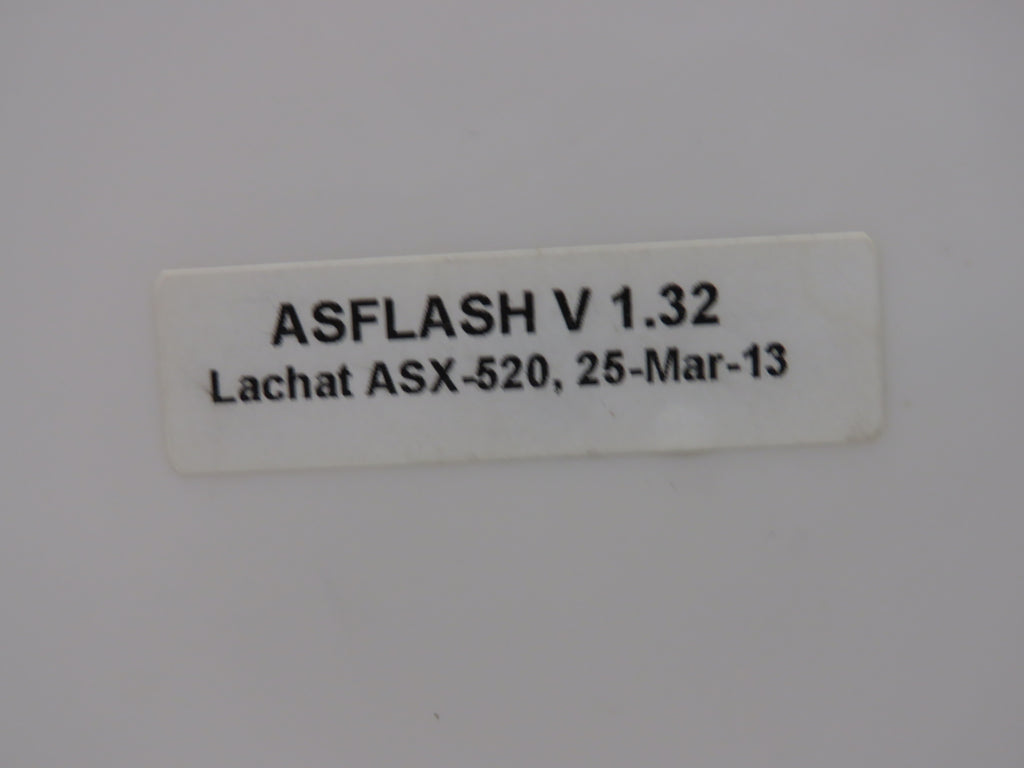 ASFLASH V 1.32
Lachat ASX-520, 25-Mar-13